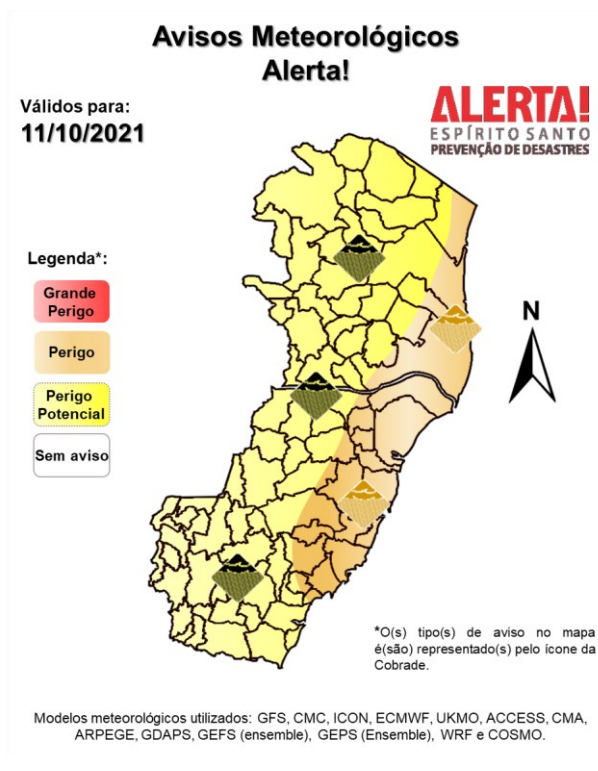 Avisos Meteorológicos
Alerta!
Válidos para:
11/10/2021
ALERTA!
ESPÍRITO SANTO
PREVENÇÃO DE DESASTRES
Legenda*:
Grande
Perigo
Perigo
Perigo
Potencial
Sem aviso
N
*O(s) tipo(s) de aviso no mapa
é(são) representado(s) pelo ícone da
Cobrade.
Modelos meteorológicos utilizados: GFS, CMC, ICON, ECMWF, UKMO, ACCESS, CMA,
ARPEGE, GDAPS, GEFS (ensemble), GEPS (Ensemble), WRF e COSMO.